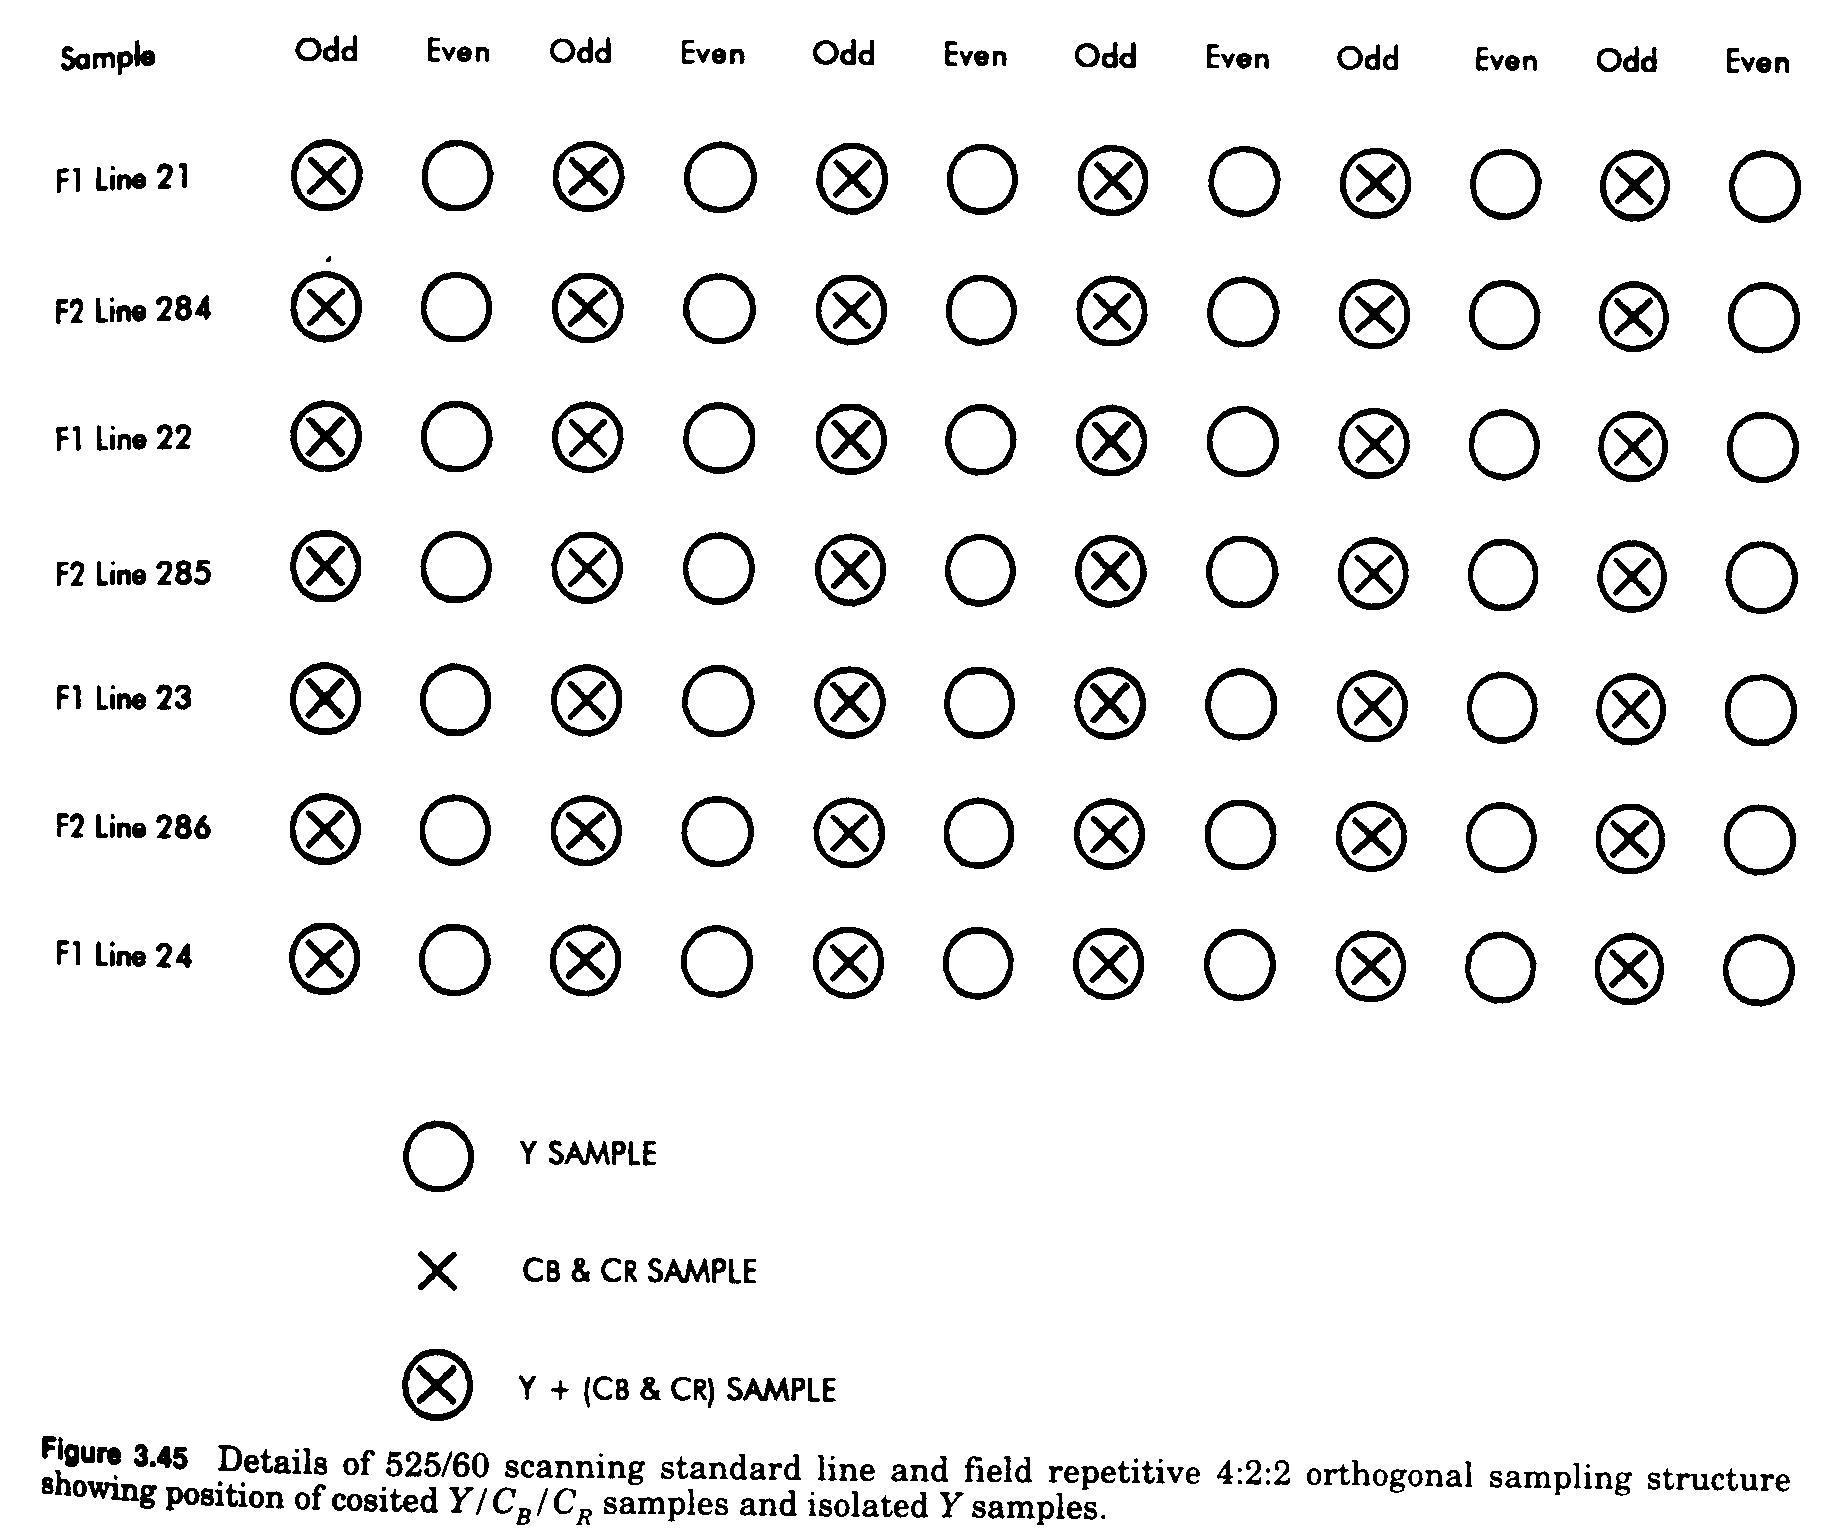 Sample Odd Even Odd Even Odd Even Odd Even Odd Even Odd Even
F1 Line 21
F2 Line 284
F1 Line 22
F2 Line 285
F1 Line 23
F2 Line 286
F1 Line 24
Y SAMPLE
CB & CR SAMPLE
Y + (CB & CR) SAMPLE
Figure 3.45 Details of 525/60 scanning standard line and field repetitive 4:2:2 orthogonal sampling structure
showing position of cosited Y/C_B/C_R samples and isolated Y samples.